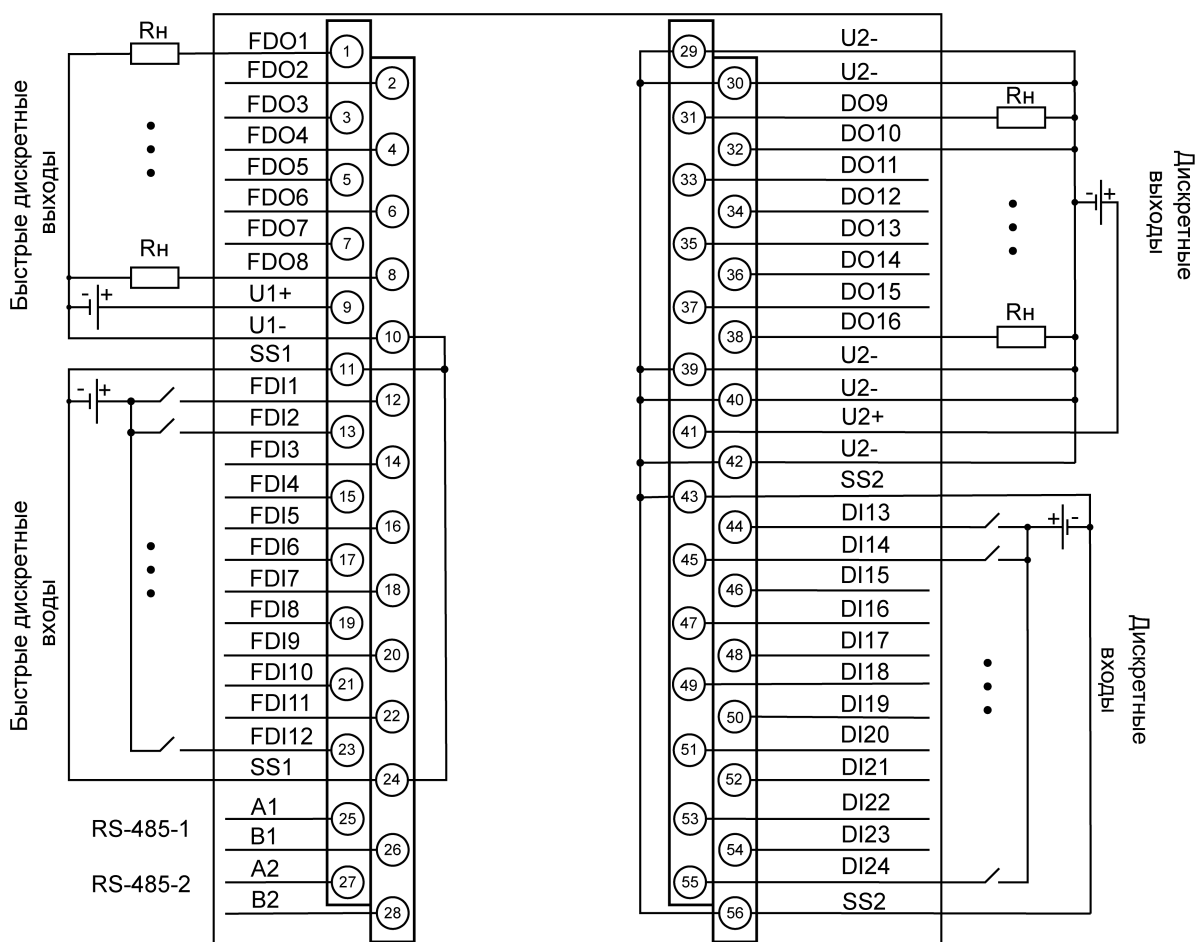 Быстрые дискретные
выходы
Rн
FDO1
1
FDO2
2
FDO3
3
FDO4
4
FDO5
5
FDO6
6
FDO7
7
Rн
FDO8
8
- +
U1+
9
U1-
10
SS1
11
Быстрые дискретные
входы
- +
FDI1
12
FDI2
13
FDI3
14
FDI4
15
FDI5
16
FDI6
17
FDI7
18
FDI8
19
FDI9
20
FDI10
21
FDI11
22
FDI12
23
SS1
24
RS-485-1
A1
25
B1
26
RS-485-2
A2
27
B2
28
29
U2-
30
U2-
31
DO9
Rн
32
DO10
33
DO11
34
DO12
- +
35
DO13
36
DO14
37
DO15
38
DO16
Rн
39
U2-
40
U2-
41
U2+
42
U2-
Дискретные
выходы
43
SS2
44
DI13
+ -
45
DI14
46
DI15
47
DI16
48
DI17
49
DI18
50
DI19
51
DI20
52
DI21
53
DI22
54
DI23
55
DI24
56
SS2
Дискретные
входы